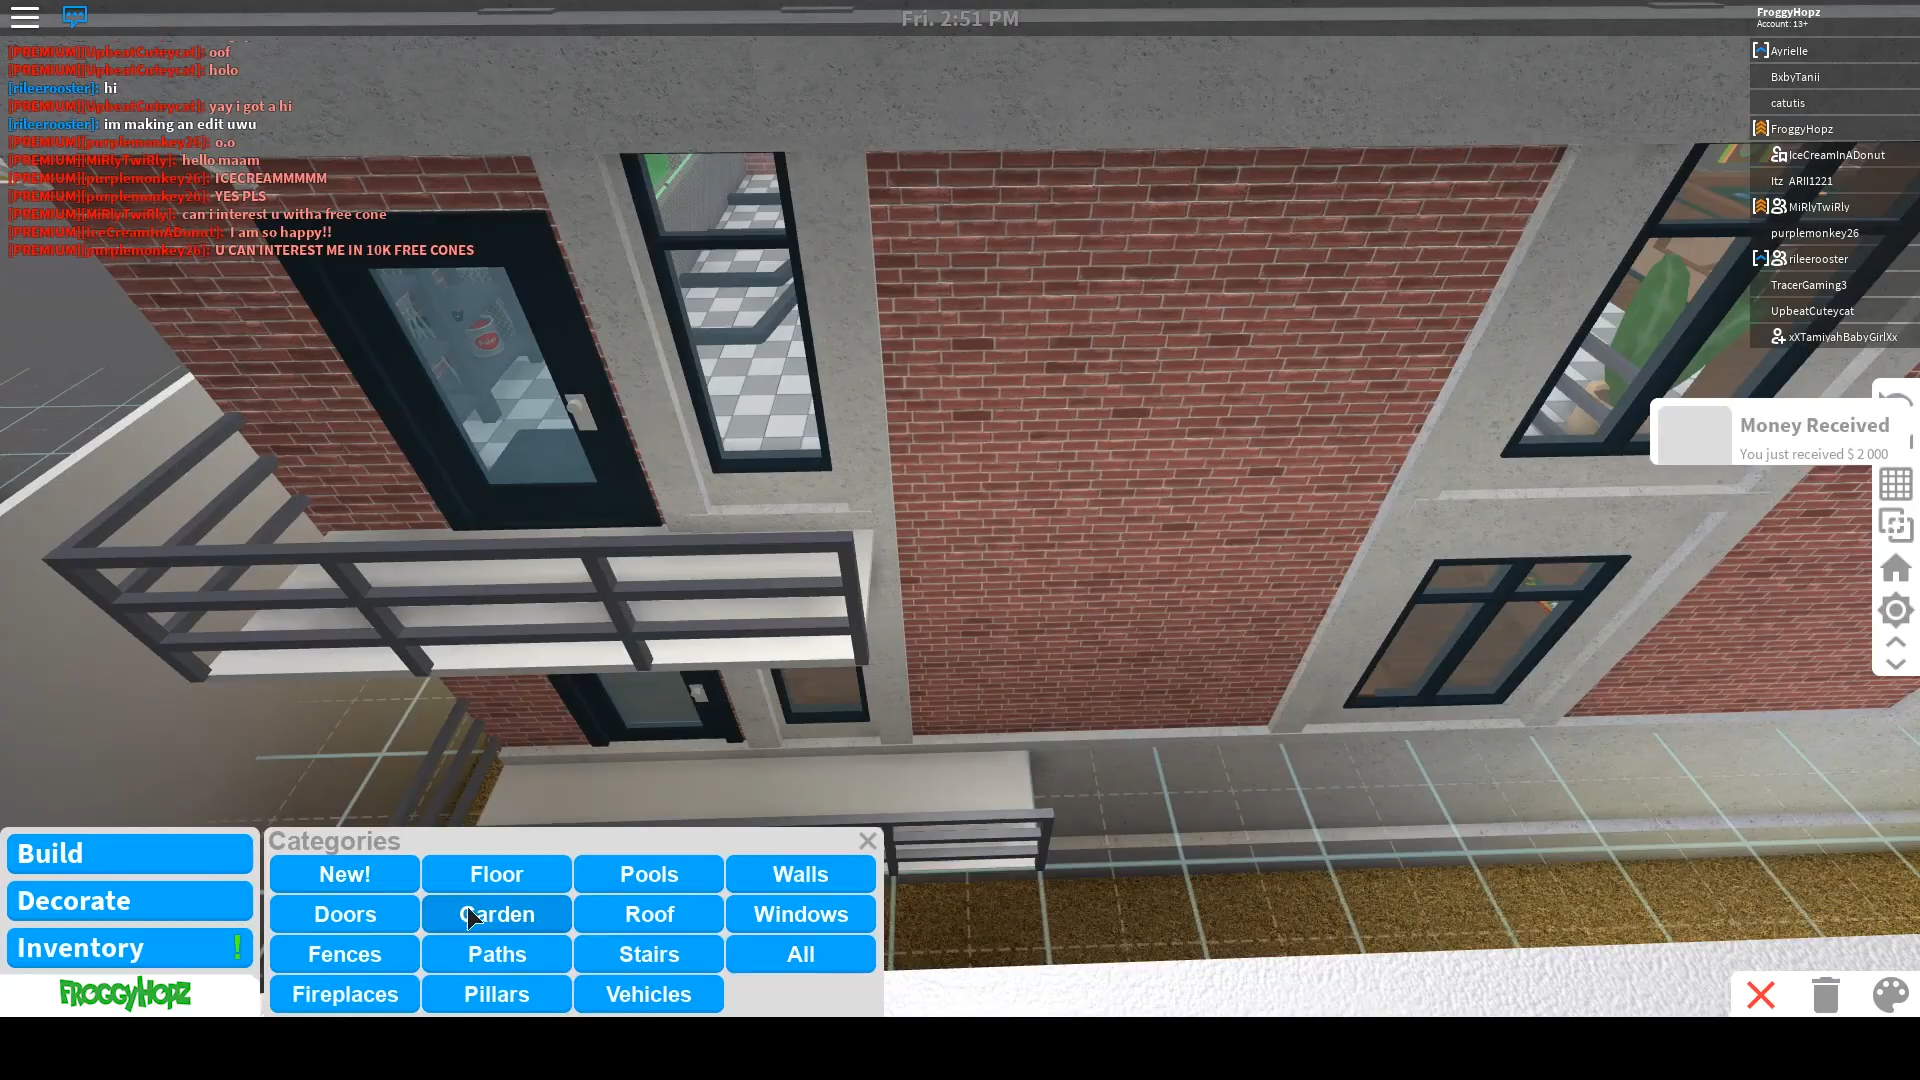 Fri. 2:51 PM
FroggyHopz
Account: 13+
[PREMIUM][UpbeatCuteycat]: oof
[PREMIUM][UpbeatCuteycat]: holo
[rileerooster]: hi
[PREMIUM][UpbeatCuteycat]: yay i got a hi
[rileerooster]: im making an edit uwu
[PREMIUM][purplemonkey26]: o.o
[PREMIUM][MiRlyTwiRly]: hello maam
[PREMIUM][purplemonkey26]: ICECREAMMMMM
[PREMIUM][purplemonkey26]: YES PLS
[PREMIUM][MiRlyTwiRly]: can i interest u witha free cone
[PREMIUM][IceCreamInADonut]: I am so happy!!
[PREMIUM][purplemonkey26]: U CAN INTEREST ME IN 10K FREE CONES
Ayrielle
BxbyTanii
catutis
FroggyHopz
IceCreamInADonut
Itz_ARII1221
MiRlyTwiRly
purplemonkey26
rileerooster
TracerGaming3
UpbeatCuteycat
xXTamiyahBabyGirlXx
Money Received
You just received $ 2 000
Build
Decorate
Inventory !
FROGGYHOPZ
Categories
New! Floor Pools Walls
Doors Garden Roof Windows
Fences Paths Stairs All
Fireplaces Pillars Vehicles